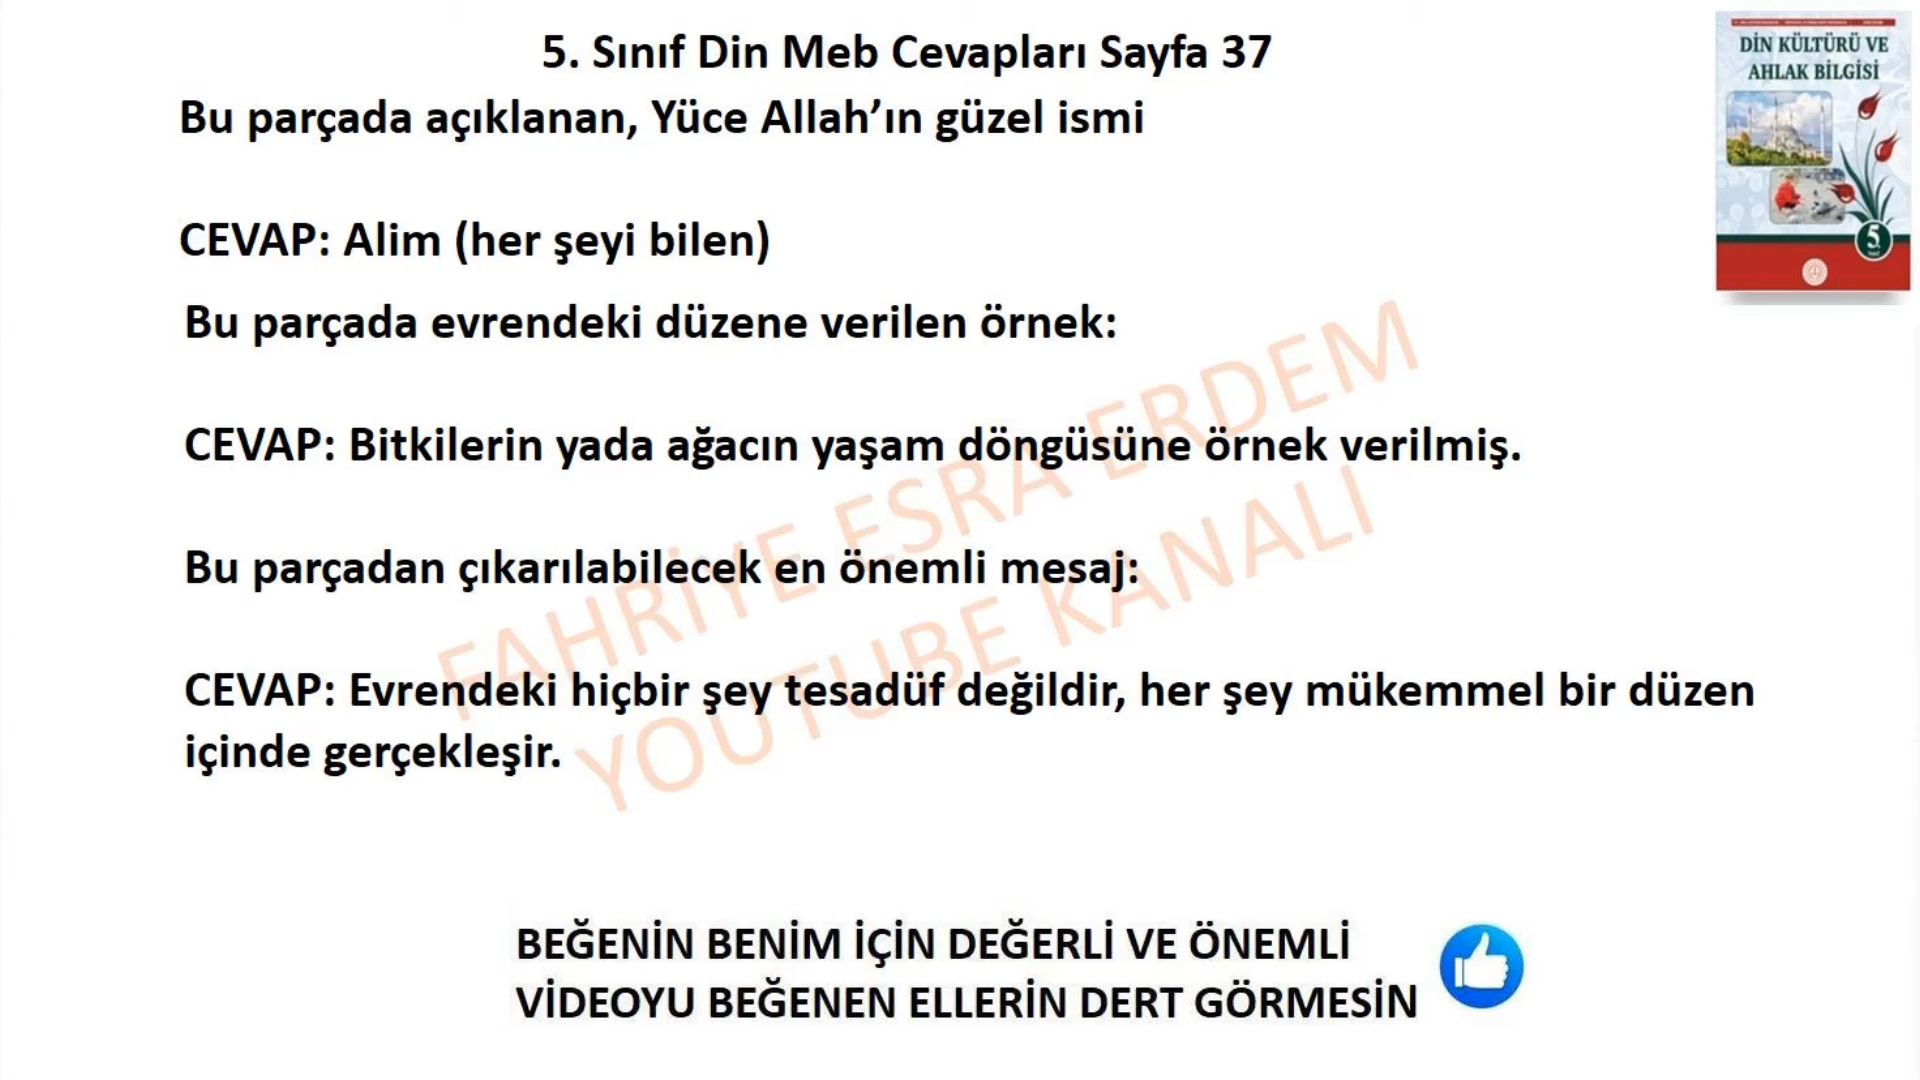 5. Sınıf Din Meb Cevapları Sayfa 37
DİN KÜLTÜRÜ VE
AHLAK BİLGİSİ
5.
Bu parçada açıklanan, Yüce Allah’ın güzel ismi
CEVAP: Alim (her şeyi bilen)
Bu parçada evrendeki düzene verilen örnek:
CEVAP: Bitkilerin yada ağacın yaşam döngüsüne örnek verilmiş.
Bu parçadan çıkarılabilecek en önemli mesaj:
CEVAP: Evrendeki hiçbir şey tesadüf değildir, her şey mükemmel bir düzen
içinde gerçekleşir.
FAHRİYE ESRA ERDEM
YOUTUBE KANALI
BEĞENİN BENİM İÇİN DEĞERLİ VE ÖNEMLİ
VİDEOYU BEĞENEN ELLERİN DERT GÖRMESİN